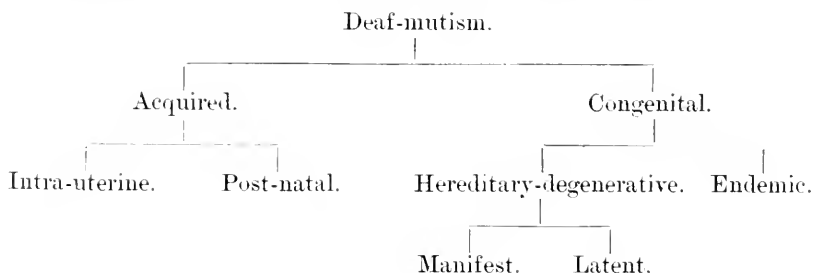 Deaf-mutism.
Acquired. Congenital.
Intra-uterine. Post-natal. Hereditary-degenerative. Endemic.
Manifest. Latent.